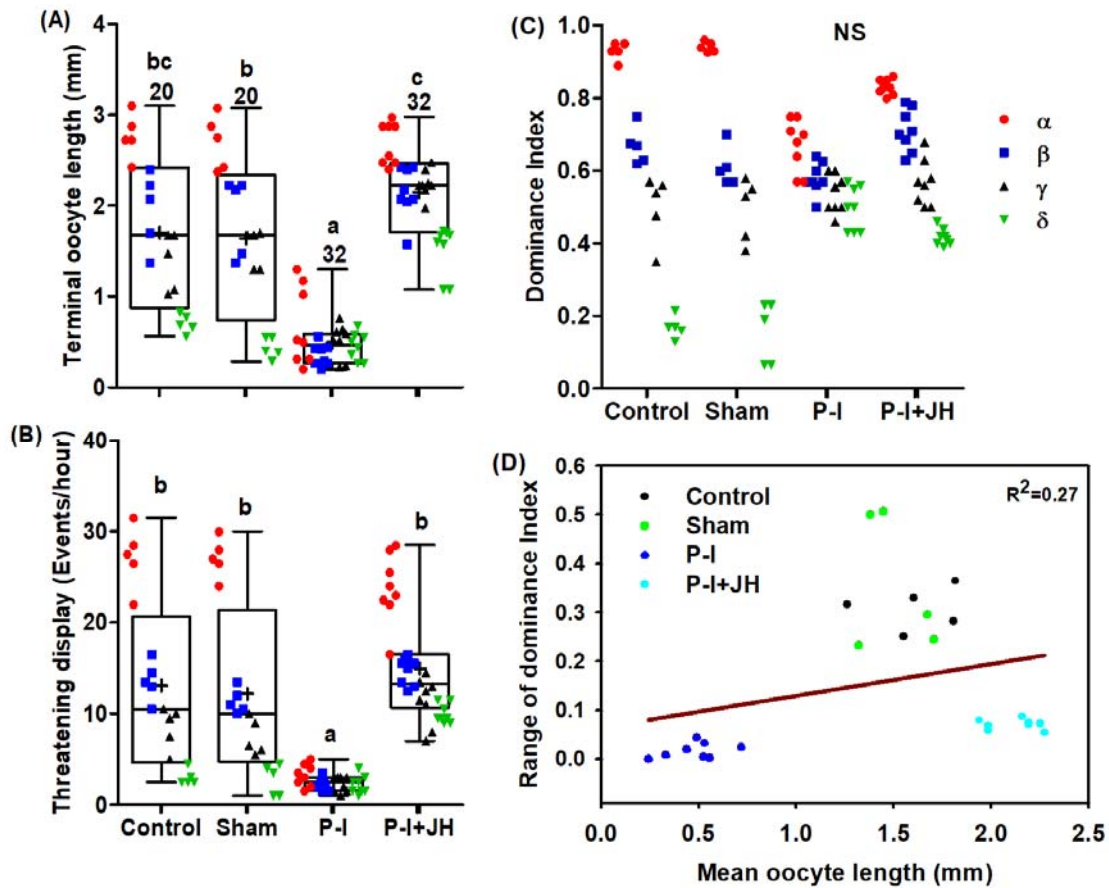 (A)
Terminal oocyte length (mm)
4
3
2
1
0
bc
20
b
20
a
32
c
32
(B)
Threatening display (Events/hour)
40
30
20
10
0
b
b
a
b
Control Sham P-I P-I+JH
(C)
NS
Dominance Index
1.0
0.8
0.6
0.4
0.2
0.0
Control Sham P-I P-I+JH
α
β
γ
δ
(D)
Range of dominance Index
0.6
0.5
0.4
0.3
0.2
0.1
0.0
Control
Sham
P-I
P-I+JH
R²=0.27
0.0 0.5 1.0 1.5 2.0 2.5
Mean oocyte length (mm)